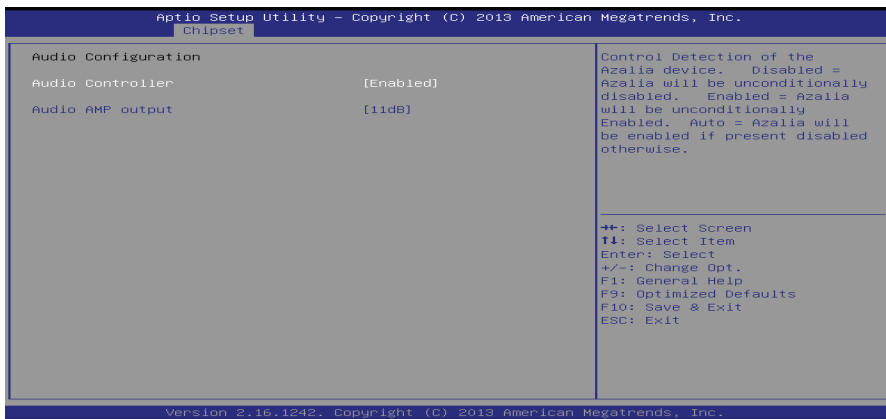 Aptio Setup Utility – Copyright (C) 2013 American Megatrends, Inc.
Chipset
Audio Configuration
Audio Controller [Enabled]
Audio AMP output [11dB]
Control Detection of the
Azalia device. Disabled =
Azalia will be unconditionally
disabled. Enabled = Azalia
will be unconditionally
Enabled. Auto = Azalia will
be enabled if present disabled
otherwise.
→←: Select Screen
↑↓: Select Item
Enter: Select
+/-: Change Opt.
F1: General Help
F9: Optimized Defaults
F10: Save & Exit
ESC: Exit
Version 2.16.1242. Copyright (C) 2013 American Megatrends, Inc.